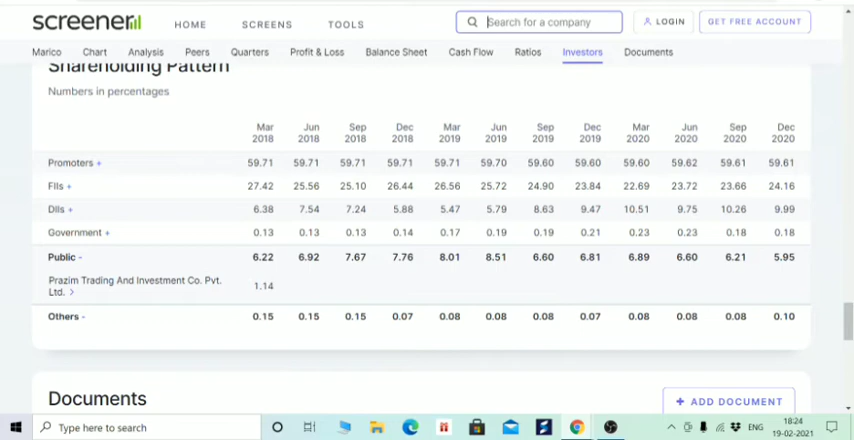 screener
HOME SCREENS TOOLS
Search for a company
LOGIN
GET FREE ACCOUNT
Marico Chart Analysis Peers Quarters Profit & Loss Balance Sheet Cash Flow Ratios Investors Documents
Shareholding Pattern
Numbers in percentages
Mar 2018 Jun 2018 Sep 2018 Dec 2018 Mar 2019 Jun 2019 Sep 2019 Dec 2019 Mar 2020 Jun 2020 Sep 2020 Dec 2020
Promoters + 59.71 59.71 59.71 59.71 59.71 59.70 59.60 59.60 59.60 59.62 59.61 59.61
FIIs + 27.42 25.56 25.10 26.44 26.56 25.72 24.90 23.84 22.69 23.72 23.66 24.16
DIIs + 6.38 7.54 7.24 5.88 5.47 5.79 8.63 9.47 10.51 9.75 10.26 9.99
Government + 0.13 0.13 0.13 0.14 0.17 0.19 0.19 0.21 0.23 0.23 0.18 0.18
Public - 6.22 6.92 7.67 7.76 8.01 8.51 6.60 6.81 6.89 6.60 6.21 5.95
Prazim Trading And Investment Co. Pvt.
Ltd. > 1.14
Others - 0.15 0.15 0.15 0.07 0.08 0.08 0.08 0.07 0.08 0.08 0.08 0.10
Documents
+ ADD DOCUMENT
Type here to search
ENG
18:24
19-02-2021